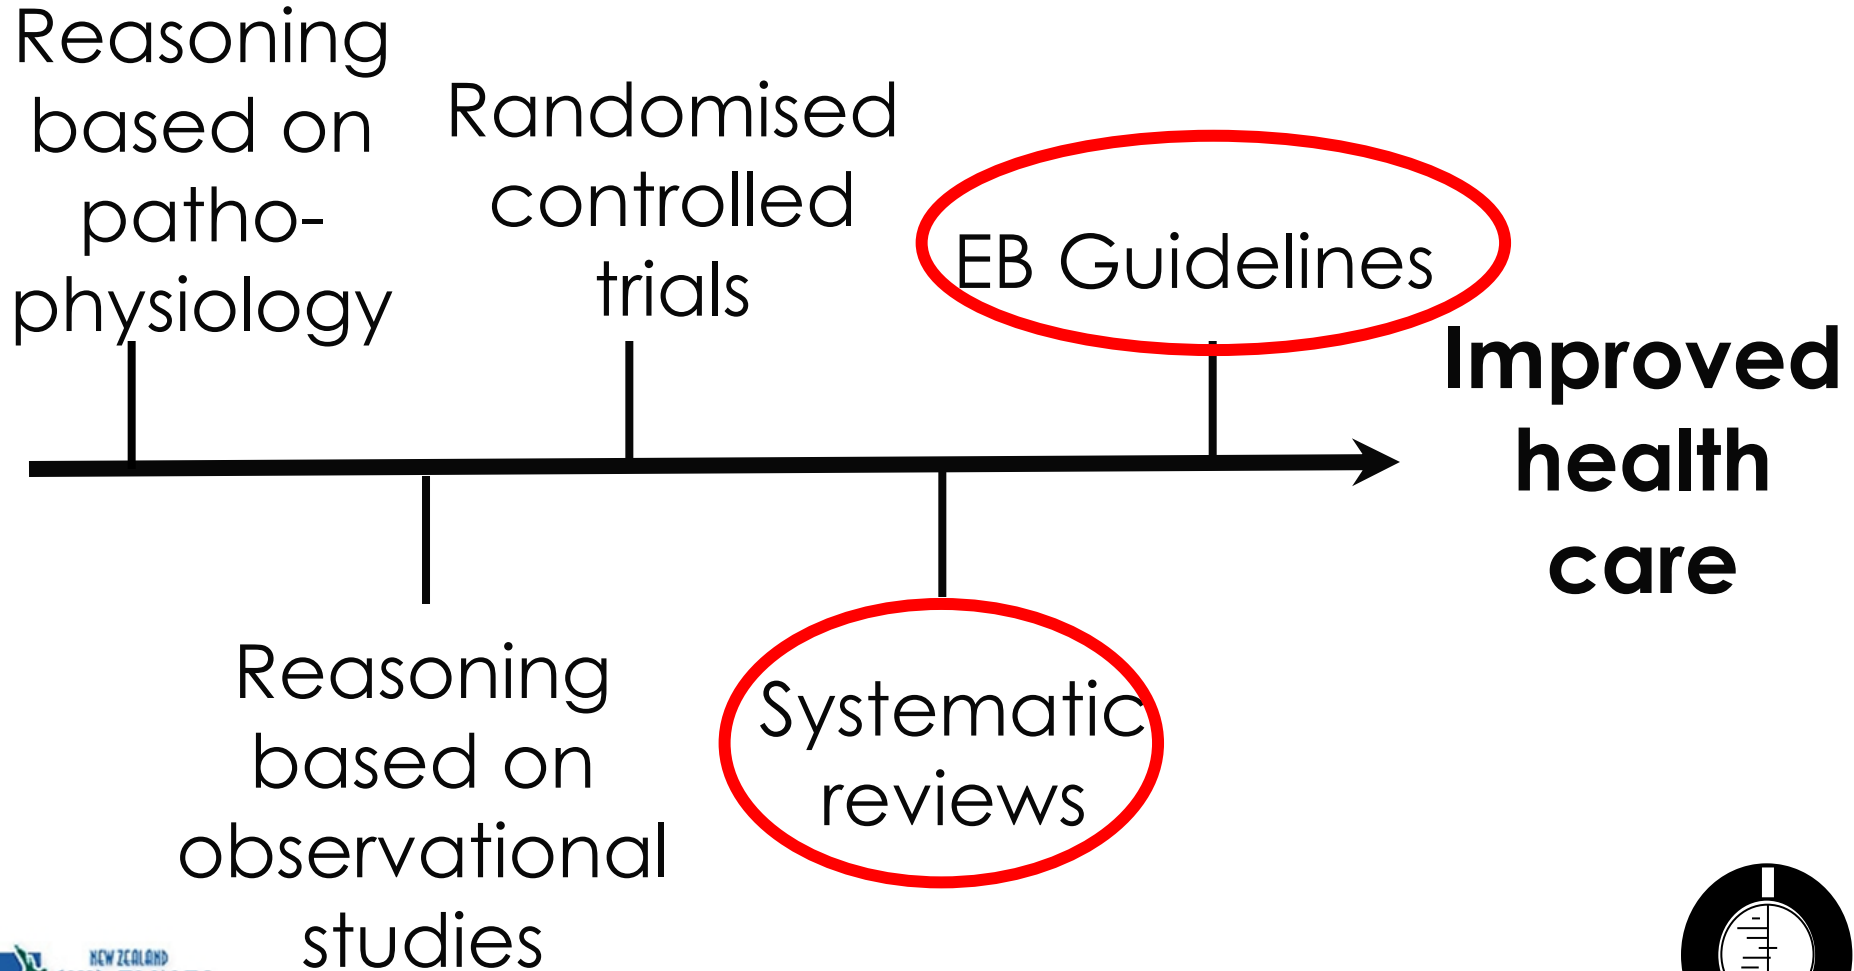 Reasoning
based on
patho-
physiology
Randomised
controlled
trials
EB Guidelines
Improved
health
care
Reasoning
based on
observational
studies
Systematic
reviews
NEW ZEALAND